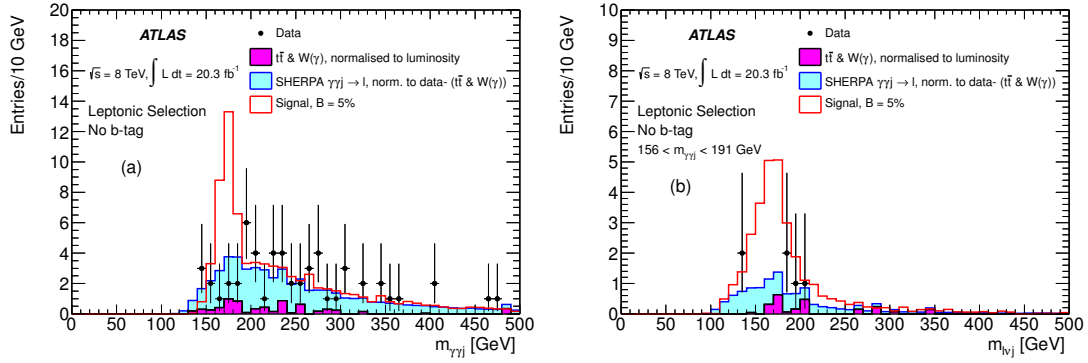 Entries/10 GeV
20
18
16
14
12
10
8
6
4
2
0
ATLAS
√s = 8 TeV, ∫ L dt = 20.3 fb⁻¹
Leptonic Selection
No b-tag
(a)
Data
tt̄ & W(γ), normalised to luminosity
SHERPA γγj → l, norm. to data- (tt̄ & W(γ))
Signal, B = 5%
0 50 100 150 200 250 300 350 400 450 500
m_γγj [GeV]
Entries/10 GeV
10
9
8
7
6
5
4
3
2
1
0
ATLAS
√s = 8 TeV, ∫ L dt = 20.3 fb⁻¹
Leptonic Selection
No b-tag
156 < m_γγj < 191 GeV
(b)
Data
tt̄ & W(γ), normalised to luminosity
SHERPA γγj → l, norm. to data- (tt̄ & W(γ))
Signal, B = 5%
0 50 100 150 200 250 300 350 400 450 500
m_lνj [GeV]